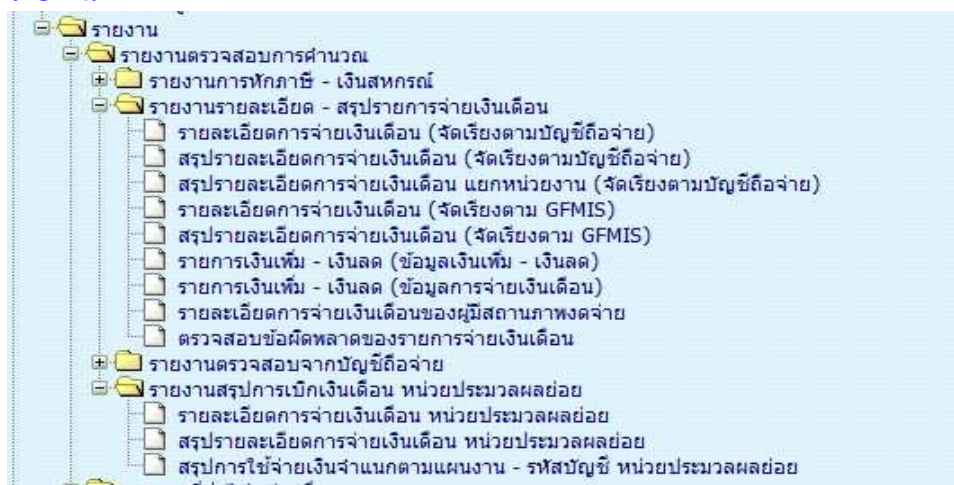 รายงาน
รายงานตรวจสอบการคำนวณ
รายงานการหักภาษี - เงินสหกรณ์
รายงานรายละเอียด - สรุปรายการจ่ายเงินเดือน
รายละเอียดการจ่ายเงินเดือน (จัดเรียงตามบัญชีถือจ่าย)
สรุปรายละเอียดการจ่ายเงินเดือน (จัดเรียงตามบัญชีถือจ่าย)
สรุปรายละเอียดการจ่ายเงินเดือน แยกหน่วยงาน (จัดเรียงตามบัญชีถือจ่าย)
รายละเอียดการจ่ายเงินเดือน (จัดเรียงตาม GFMIS)
สรุปรายละเอียดการจ่ายเงินเดือน (จัดเรียงตาม GFMIS)
รายการเงินเพิ่ม - เงินลด (ข้อมูลเงินเพิ่ม - เงินลด)
รายการเงินเพิ่ม - เงินลด (ข้อมูลการจ่ายเงินเดือน)
รายละเอียดการจ่ายเงินเดือนของผู้มีสถานภาพงดจ่าย
ตรวจสอบข้อผิดพลาดของรายการจ่ายเงินเดือน
รายงานตรวจสอบจากบัญชีถือจ่าย
รายงานสรุปการเบิกเงินเดือน หน่วยประมวลผลย่อย
รายละเอียดการจ่ายเงินเดือน หน่วยประมวลผลย่อย
สรุปรายละเอียดการจ่ายเงินเดือน หน่วยประมวลผลย่อย
สรุปการใช้จ่ายเงินจำแนกตามแผนงาน - รหัสบัญชี หน่วยประมวลผลย่อย